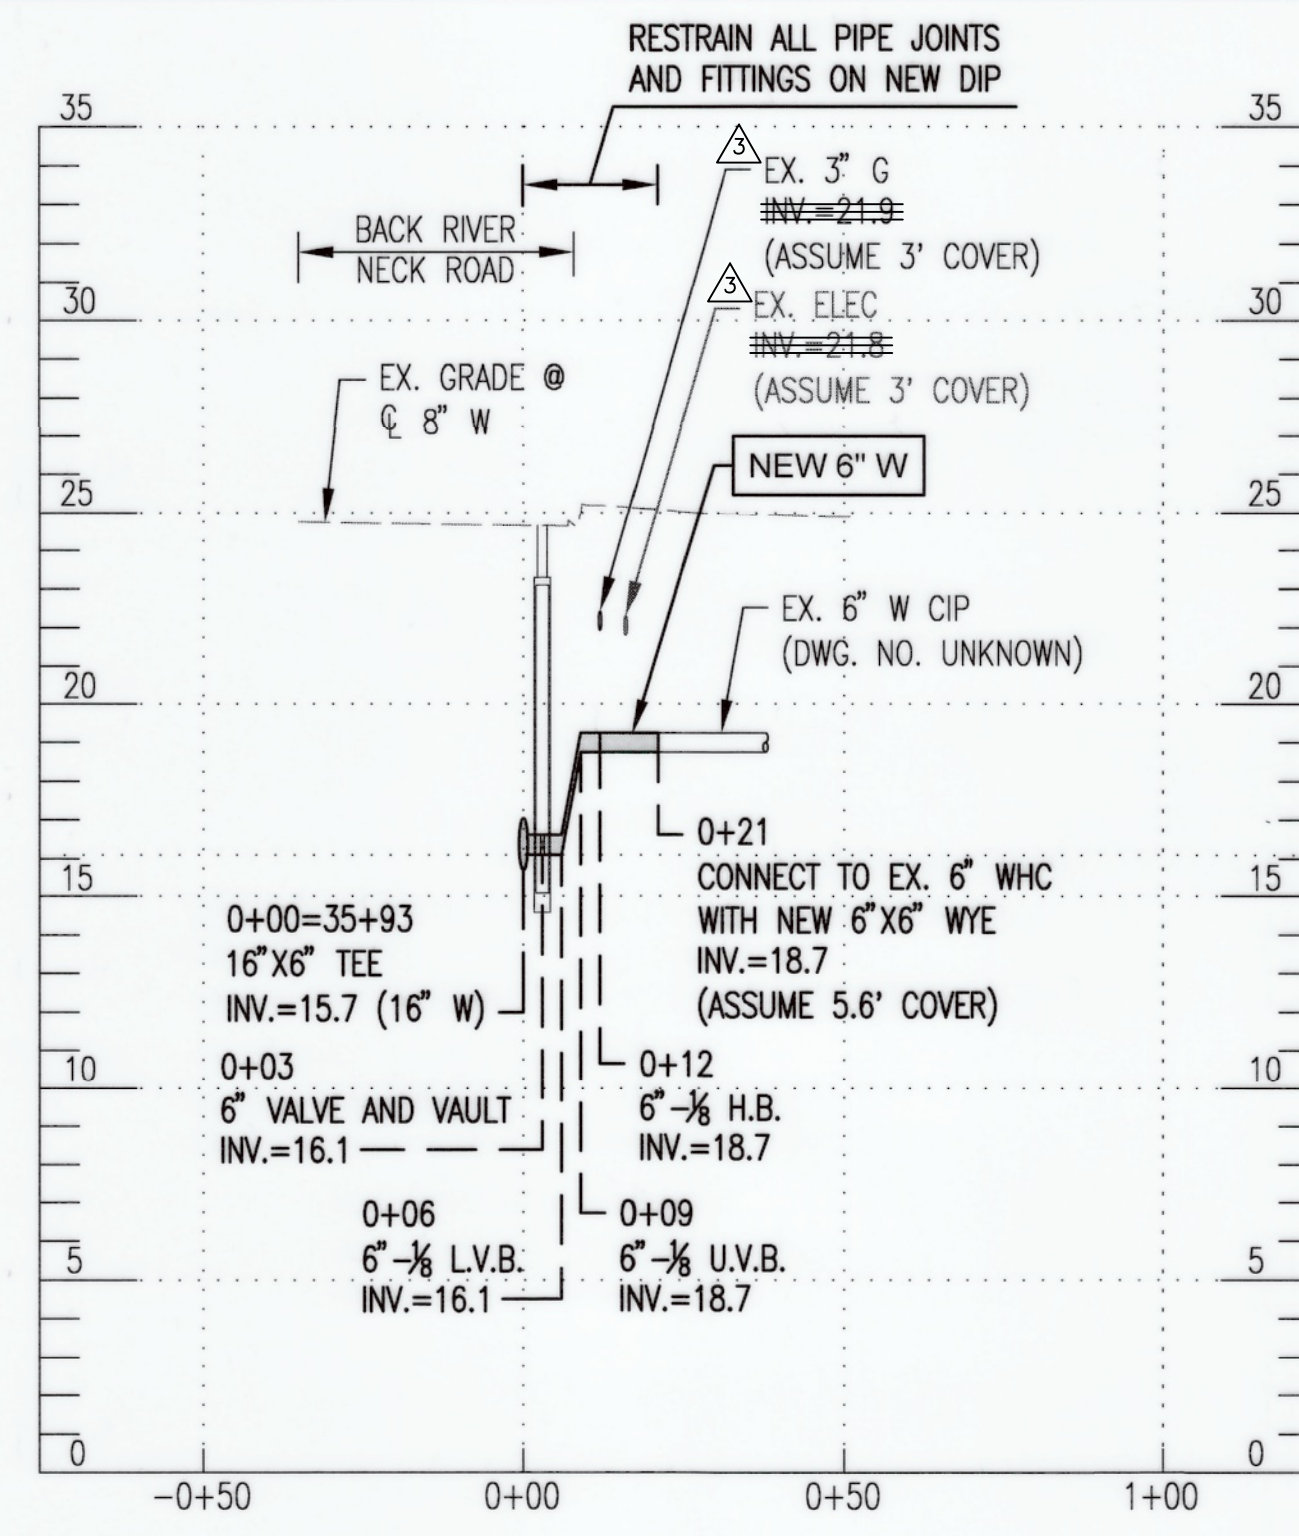 RESTRAIN ALL PIPE JOINTS
AND FITTINGS ON NEW DIP
35
35
3
EX. 3" G
INV.=21.9
(ASSUME 3' COVER)
BACK RIVER
NECK ROAD
3
EX. ELEC
INV.=21.8
(ASSUME 3' COVER)
30
30
EX. GRADE @
℄ 8" W
NEW 6" W
25
25
EX. 6" W CIP
(DWG. NO. UNKNOWN)
20
20
0+21
CONNECT TO EX. 6" WHC
WITH NEW 6"X6" WYE
INV.=18.7
(ASSUME 5.6' COVER)
15
15
0+00=35+93
16"X6" TEE
INV.=15.7 (16" W)
0+03
6" VALVE AND VAULT
INV.=16.1
0+12
6"-⅛ H.B.
INV.=18.7
10
10
0+06
6"-⅛ L.V.B.
INV.=16.1
0+09
6"-⅛ U.V.B.
INV.=18.7
5
5
0
0
-0+50
0+00
0+50
1+00